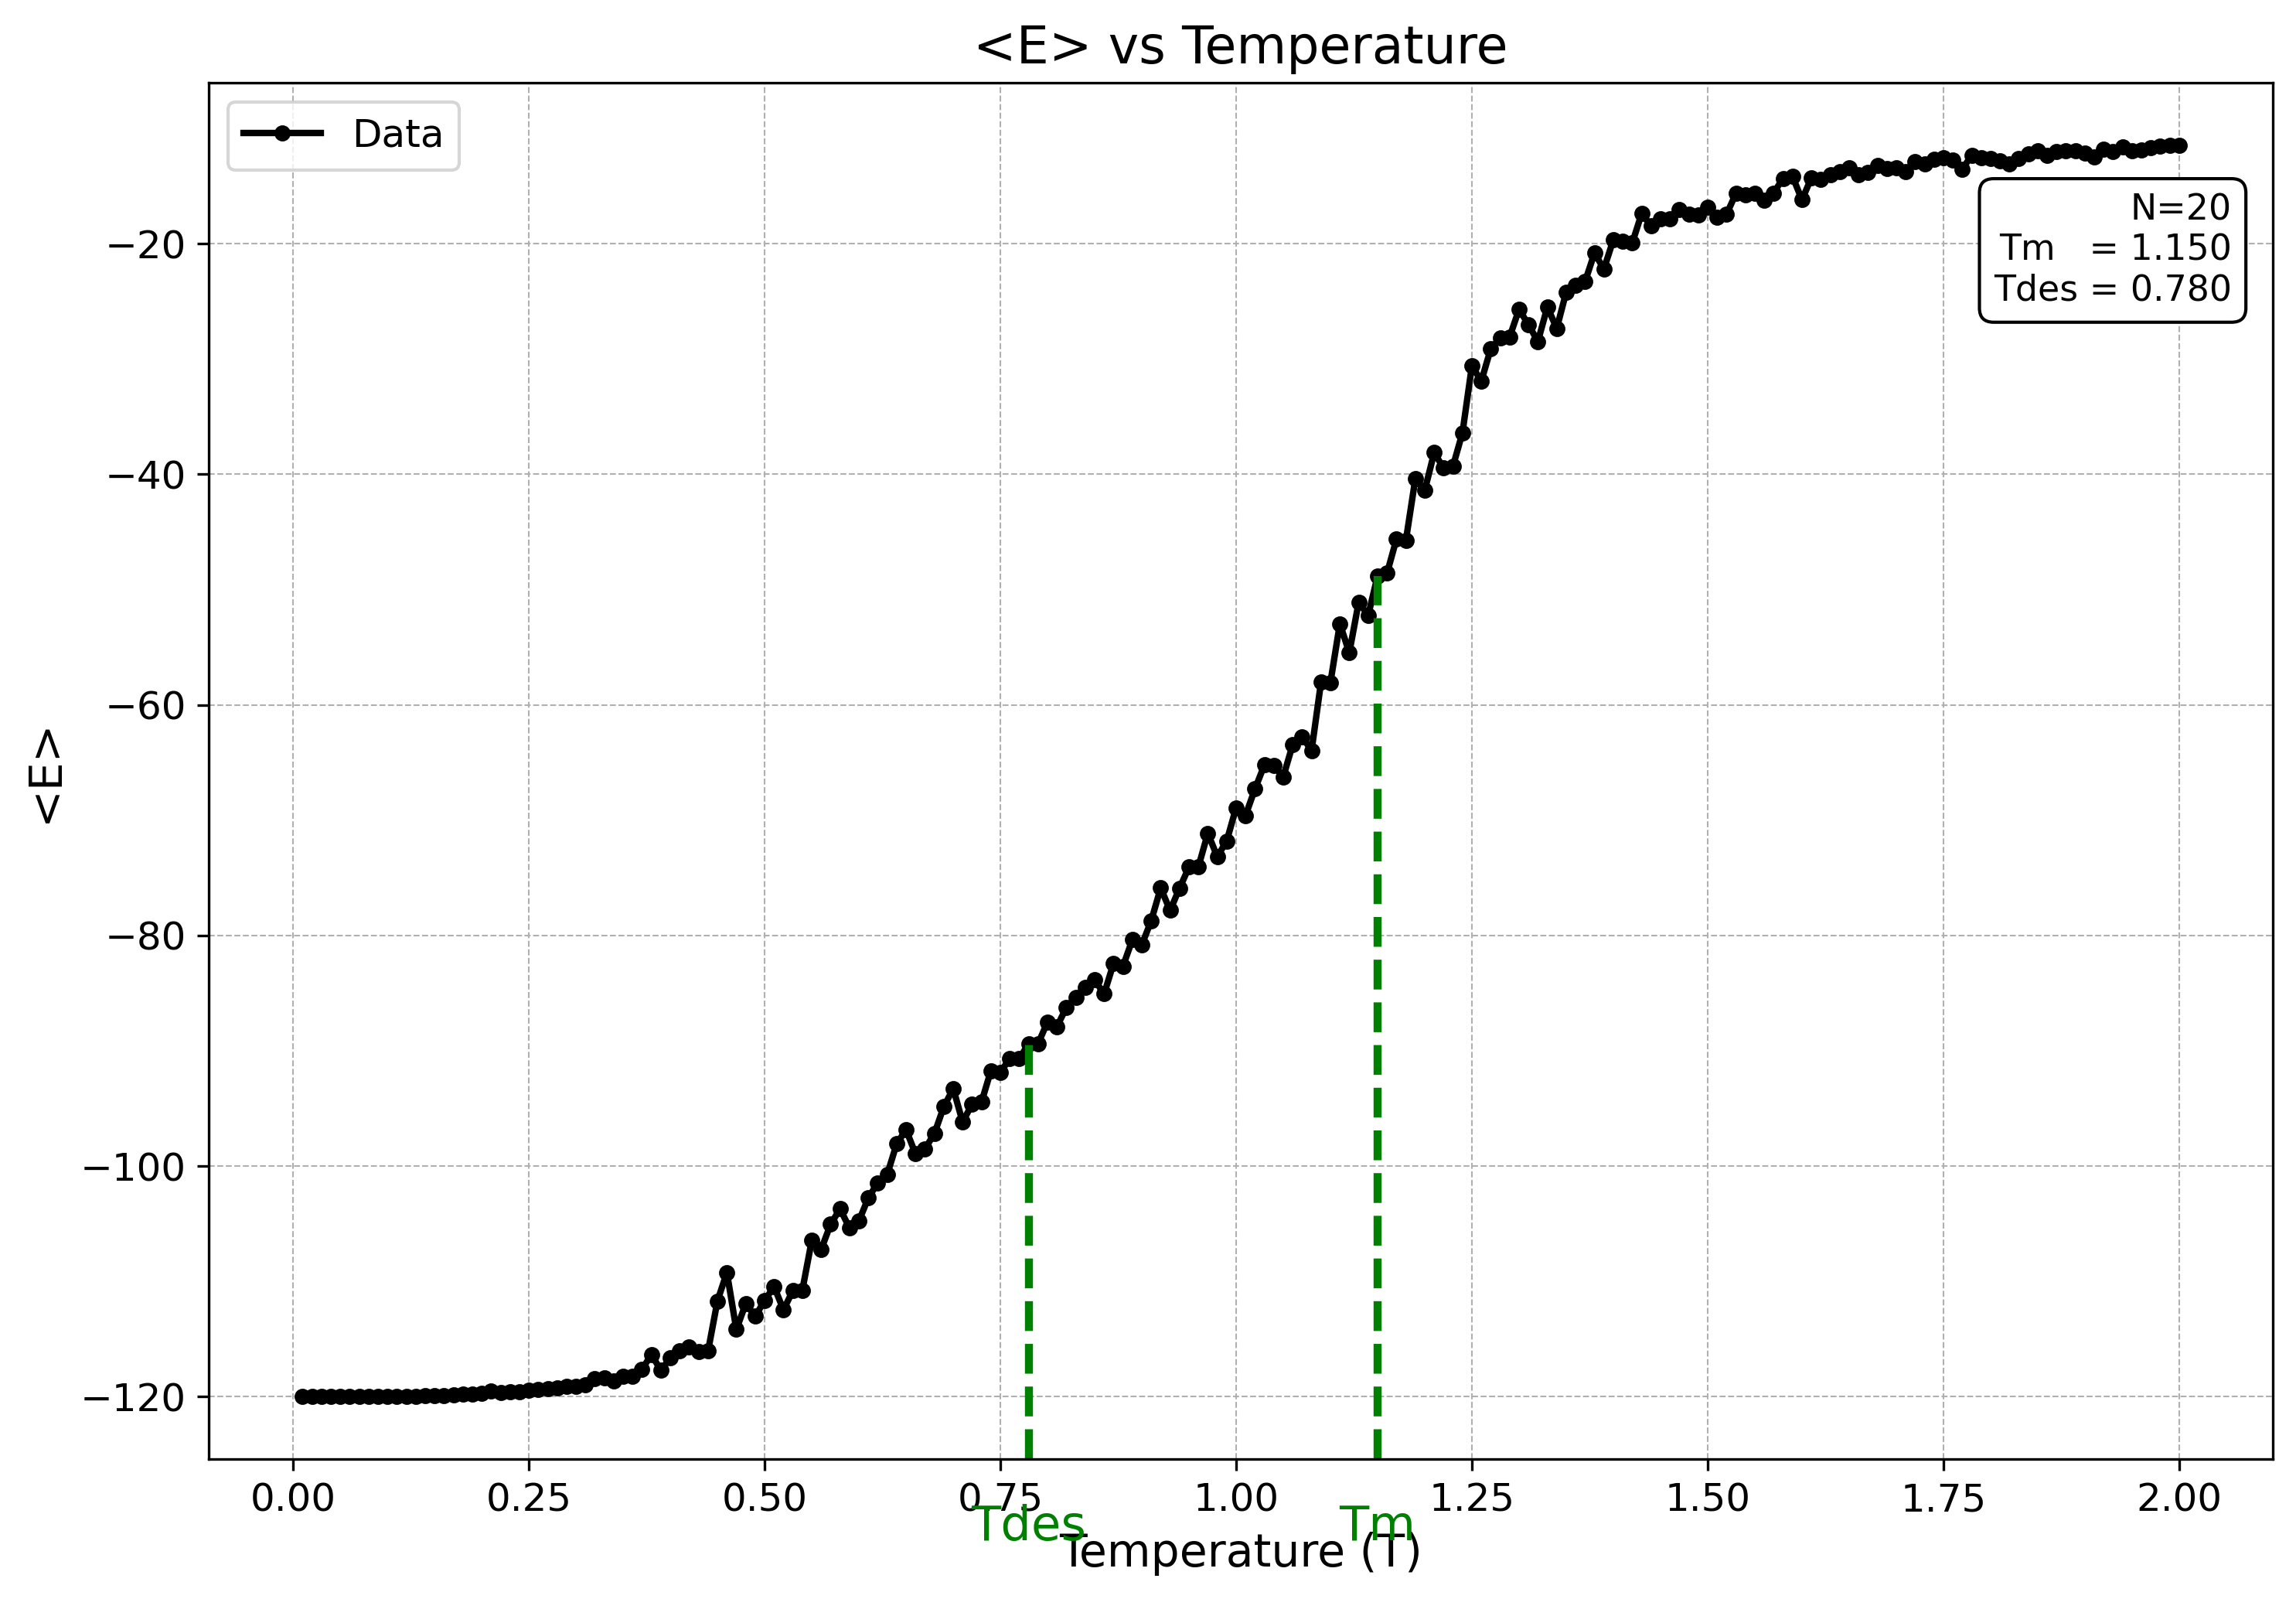 <E> vs Temperature
Data
N=20
Tm = 1.150
Tdes = 0.780
<E>
−20
−40
−60
−80
−100
−120
0.00 0.25 0.50 0.75 1.00 1.25 1.50 1.75 2.00
Tdes Tm
Temperature (T)